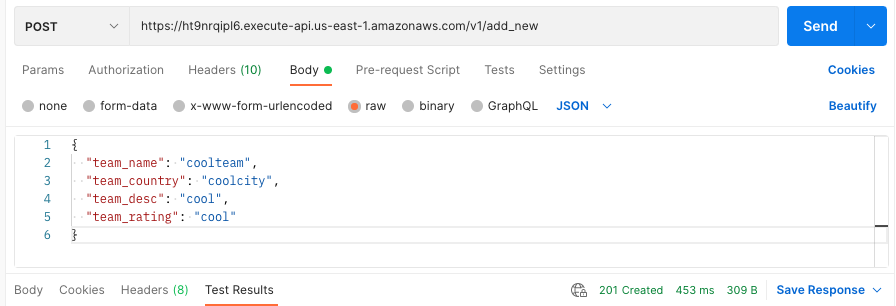 POST https://ht9nrqipl6.execute-api.us-east-1.amazonaws.com/v1/add_new Send
Params Authorization Headers (10) Body Pre-request Script Tests Settings Cookies
none form-data x-www-form-urlencoded raw binary GraphQL JSON Beautify
1 {
2 "team_name": "coolteam",
3 "team_country": "coolcity",
4 "team_desc": "cool",
5 "team_rating": "cool"
6 }
Body Cookies Headers (8) Test Results 201 Created 453 ms 309 B Save Response